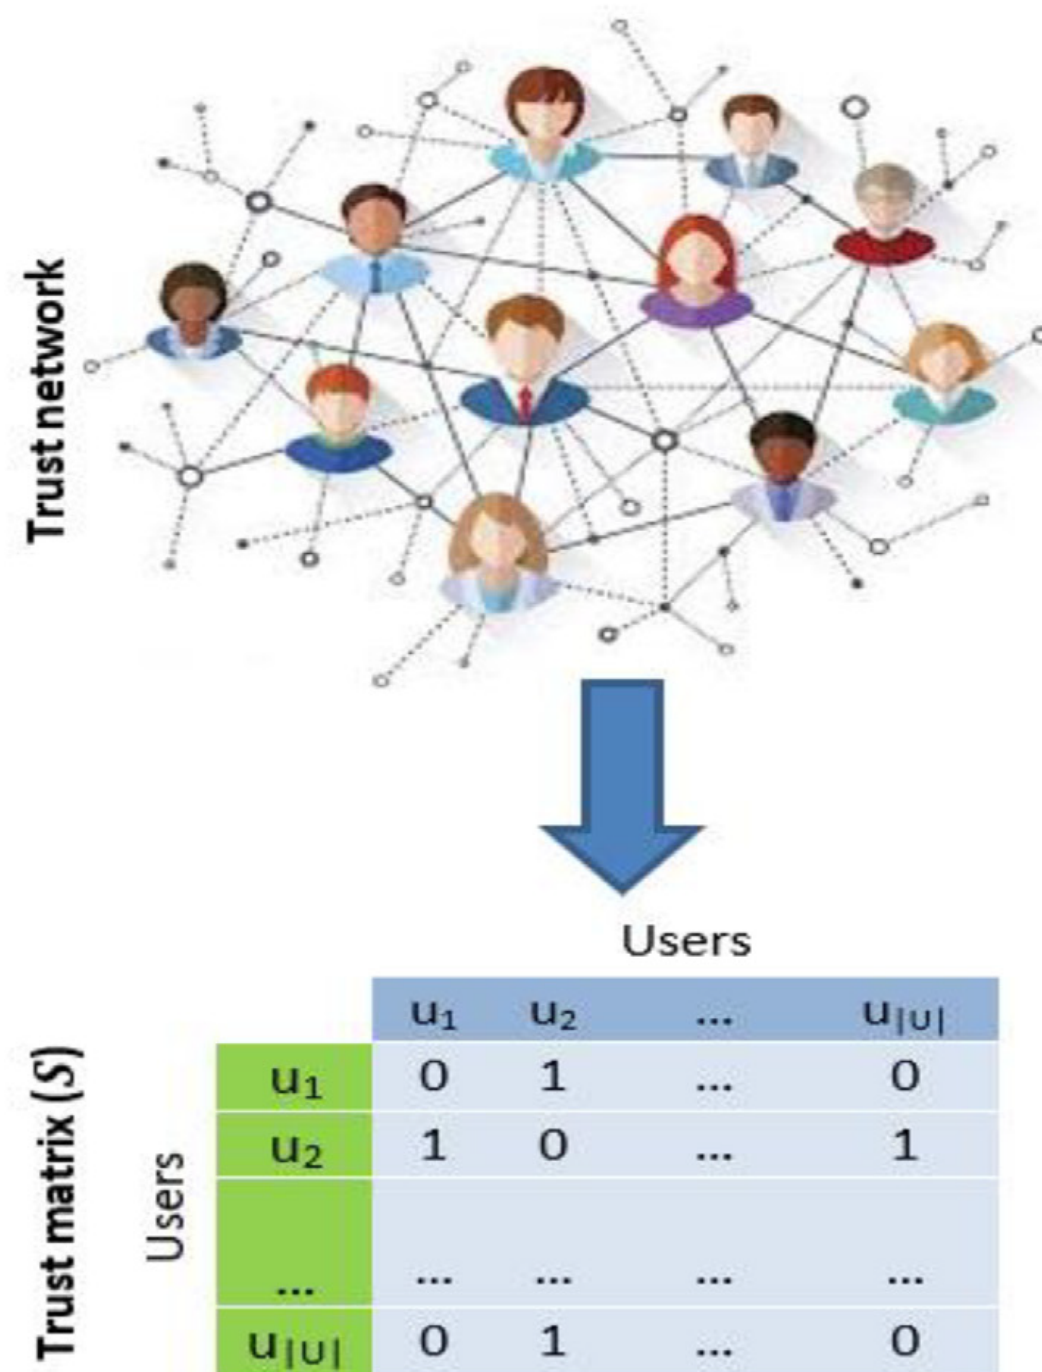 Trust network
Users
u₁ u₂ ... u|U|
Trust matrix (S)
Users
u₁ 0 1 ... 0
u₂ 1 0 ... 1
... ... ... ... ...
u|U| 0 1 ... 0